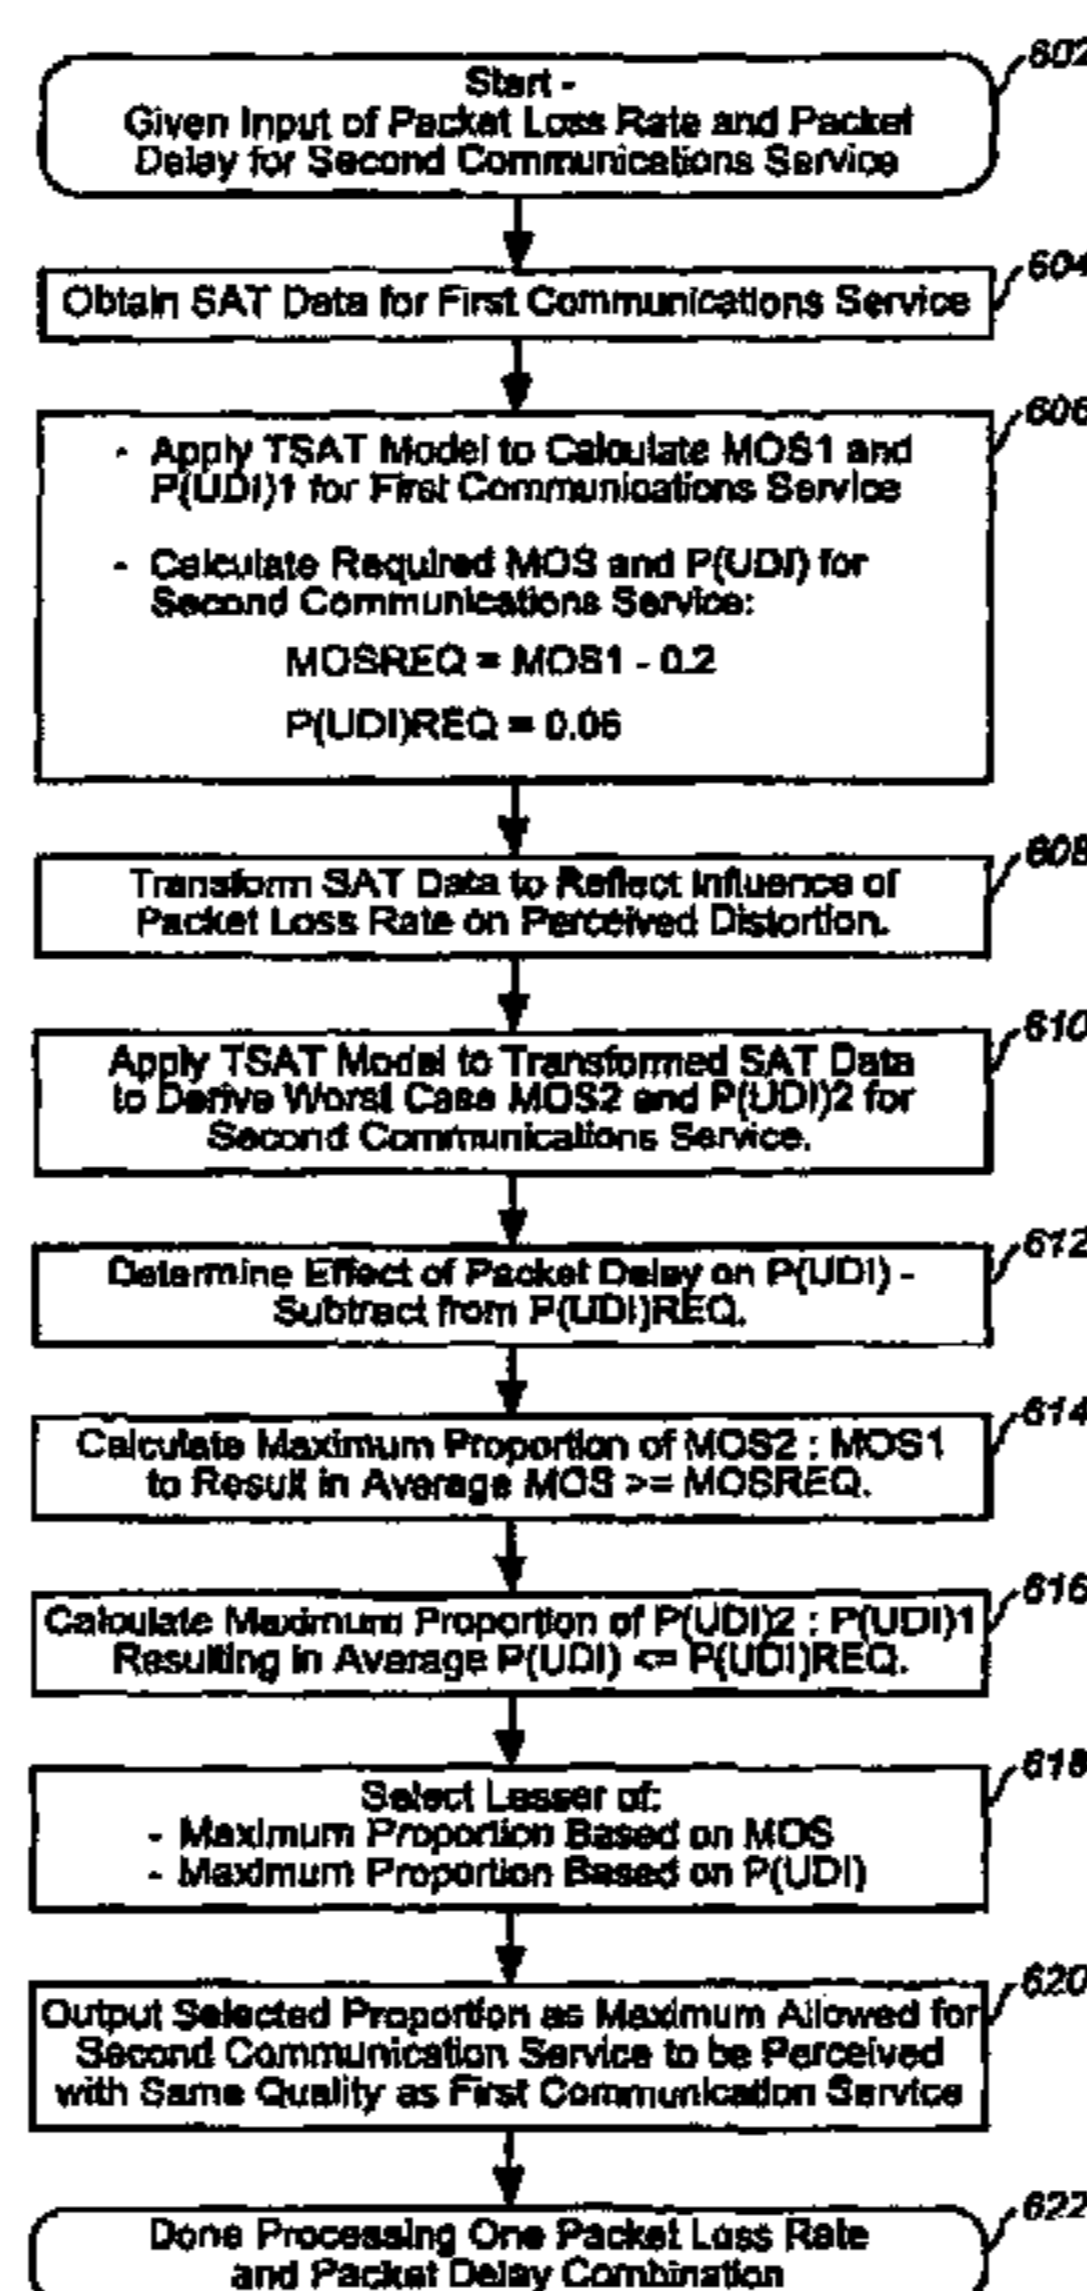 602
Start -
Given Input of Packet Loss Rate and Packet
Delay for Second Communications Service
604
Obtain SAT Data for First Communications Service
606
- Apply TSAT Model to Calculate MOS1 and
P(UDI)1 for First Communications Service
- Calculate Required MOS and P(UDI) for
Second Communications Service:
MOSREQ = MOS1 - 0.2
P(UDI)REQ = 0.06
608
Transform SAT Data to Reflect Influence of
Packet Loss Rate on Perceived Distortion.
610
Apply TSAT Model to Transformed SAT Data
to Derive Worst Case MOS2 and P(UDI)2 for
Second Communications Service.
612
Determine Effect of Packet Delay on P(UDI) -
Subtract from P(UDI)REQ.
614
Calculate Maximum Proportion of MOS2 : MOS1
to Result in Average MOS >= MOSREQ.
616
Calculate Maximum Proportion of P(UDI)2 : P(UDI)1
Resulting in Average P(UDI) <= P(UDI)REQ.
618
Select Lesser of:
- Maximum Proportion Based on MOS
- Maximum Proportion Based on P(UDI)
620
Output Selected Proportion as Maximum Allowed for
Second Communication Service to be Perceived
with Same Quality as First Communication Service
622
Done Processing One Packet Loss Rate
and Packet Delay Combination